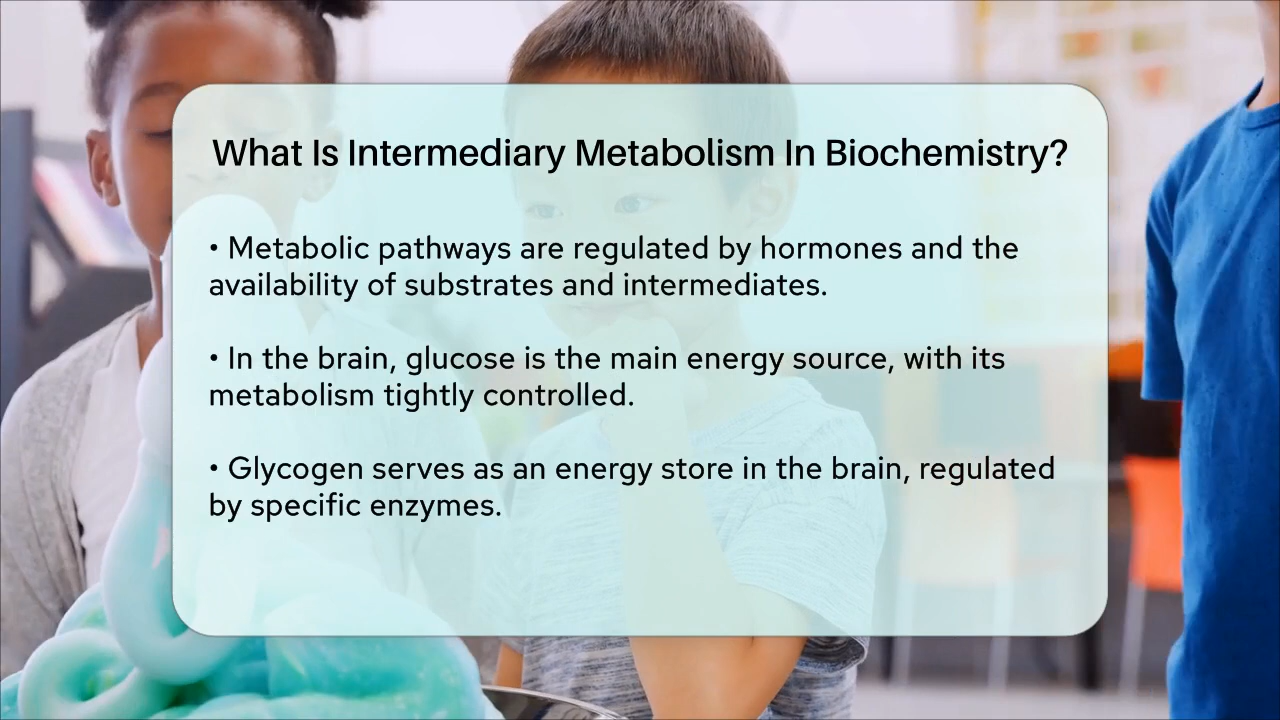 What Is Intermediary Metabolism In Biochemistry?
• Metabolic pathways are regulated by hormones and the
availability of substrates and intermediates.
• In the brain, glucose is the main energy source, with its
metabolism tightly controlled.
• Glycogen serves as an energy store in the brain, regulated
by specific enzymes.